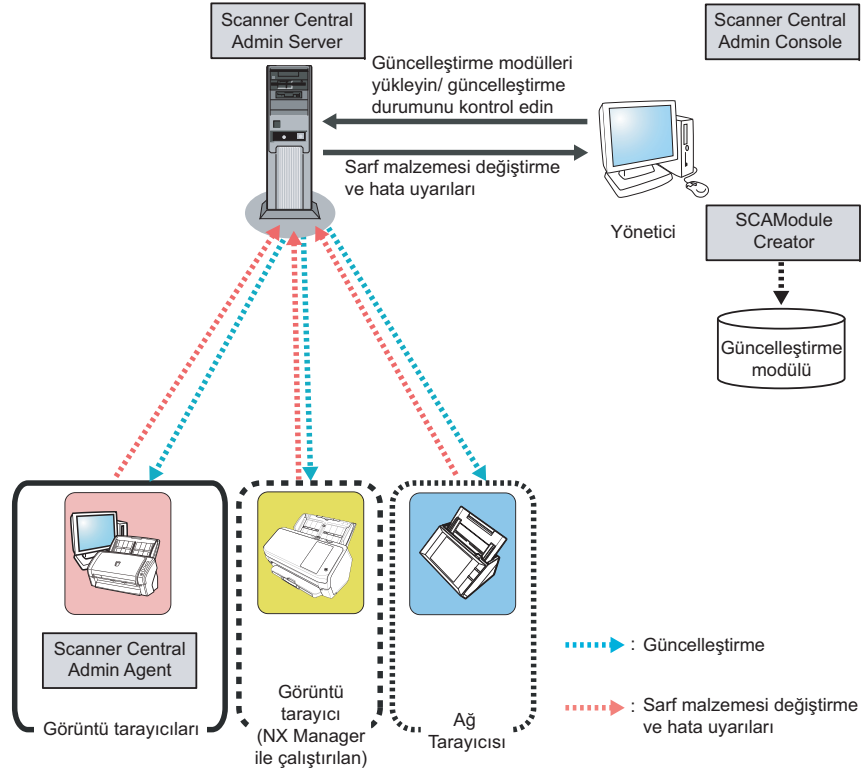 Scanner Central
Admin Server
Scanner Central
Admin Console
Güncelleştirme modülleri
yükleyin/ güncelleştirme
durumunu kontrol edin
Sarf malzemesi değiştirme
ve hata uyarıları
Yönetici
SCAModule
Creator
Güncelleştirme
modülü
Scanner Central
Admin Agent
Görüntü tarayıcıları
Görüntü
tarayıcı
(NX Manager
ile çalıştırılan)
Ağ
Tarayıcısı
: Güncelleştirme
: Sarf malzemesi değiştirme
ve hata uyarıları